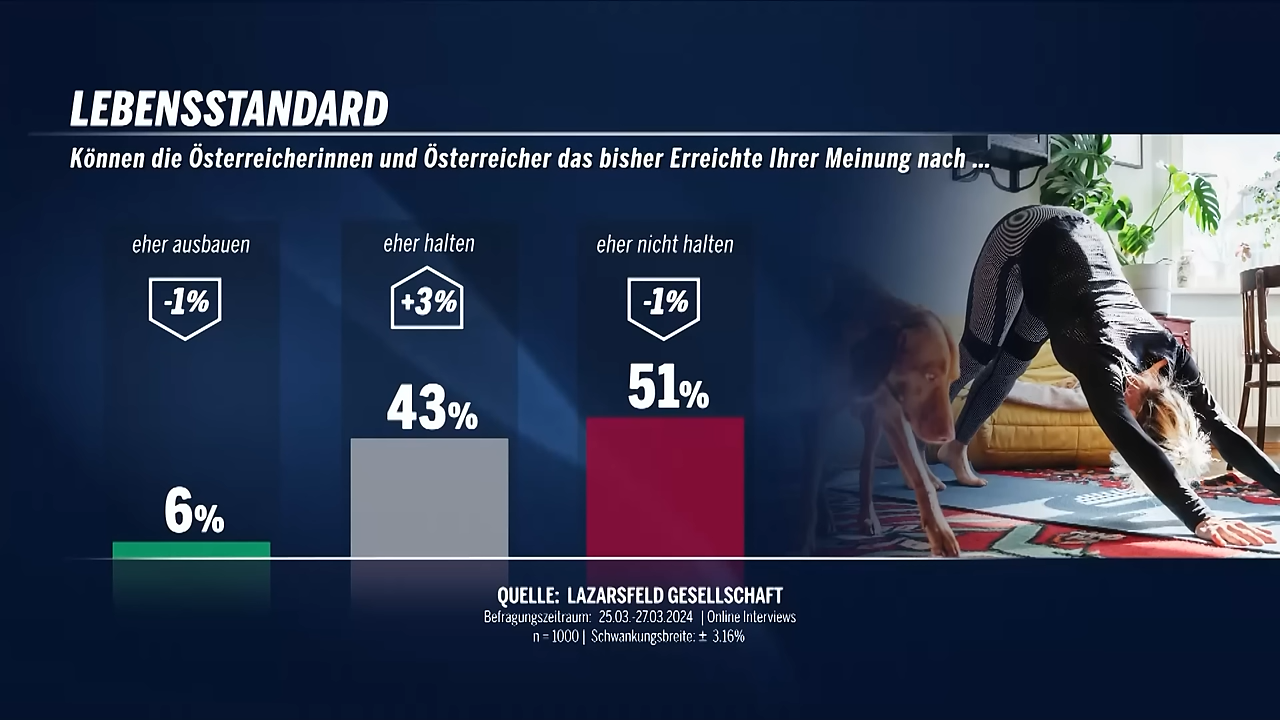 LEBENSSTANDARD
Können die Österreicherinnen und Österreicher das bisher Erreichte Ihrer Meinung nach ...
eher ausbauen
-1%
6%
eher halten
+3%
43%
eher nicht halten
-1%
51%
QUELLE: LAZARSFELD GESELLSCHAFT
Befragungszeitraum: 25.03.-27.03.2024 | Online Interviews
n = 1000 | Schwankungsbreite: ± 3.16%